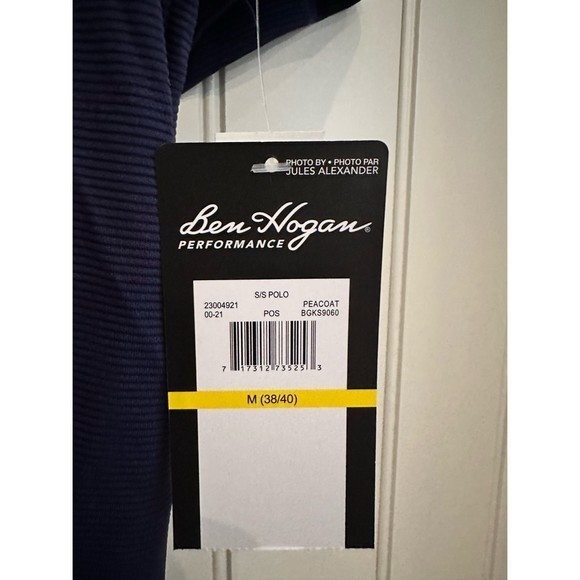 PHOTO BY • PHOTO PAR
JULES ALEXANDER
Ben Hogan®
PERFORMANCE
S/S POLO
23004921 PEACOAT
00-21 POS BGKS9060
7 17312 73525 3
M (38/40)